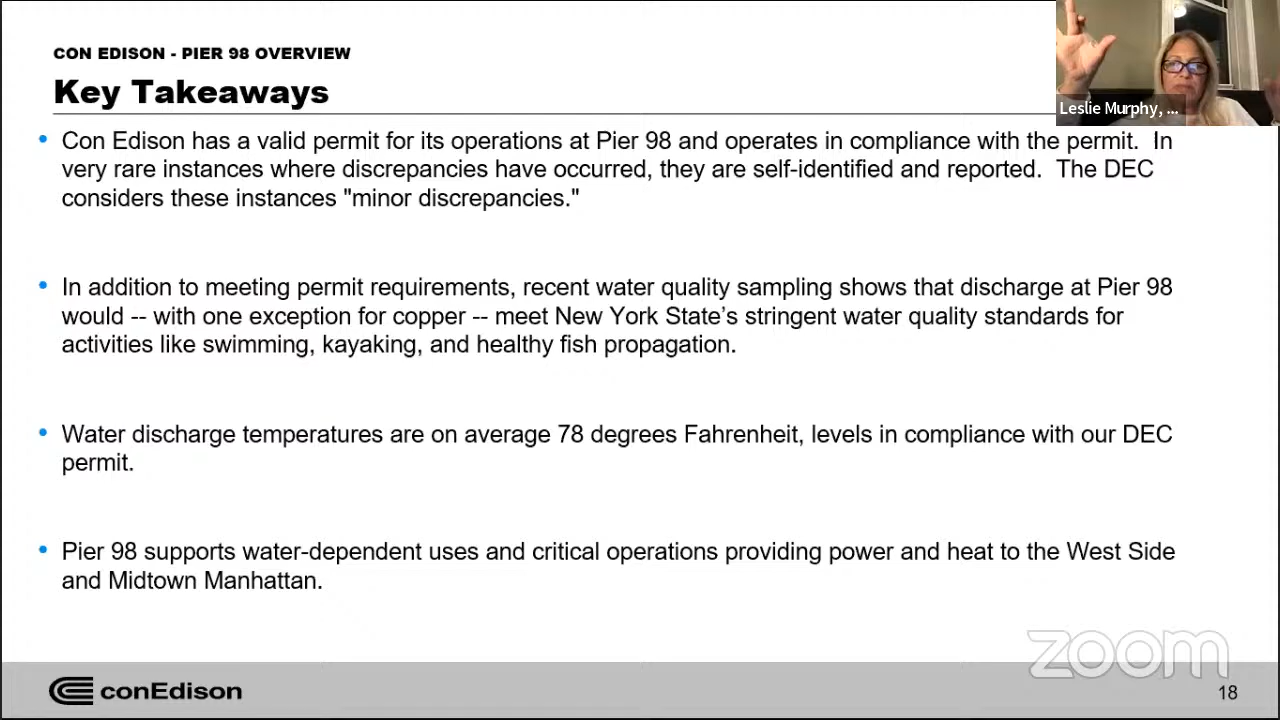 CON EDISON - PIER 98 OVERVIEW
Key Takeaways
Leslie Murphy, ...
• Con Edison has a valid permit for its operations at Pier 98 and operates in compliance with the permit.  In
very rare instances where discrepancies have occurred, they are self-identified and reported.  The DEC
considers these instances "minor discrepancies."
• In addition to meeting permit requirements, recent water quality sampling shows that discharge at Pier 98
would -- with one exception for copper -- meet New York State’s stringent water quality standards for
activities like swimming, kayaking, and healthy fish propagation.
• Water discharge temperatures are on average 78 degrees Fahrenheit, levels in compliance with our DEC
permit.
• Pier 98 supports water-dependent uses and critical operations providing power and heat to the West Side
and Midtown Manhattan.
zoom
conEdison
18